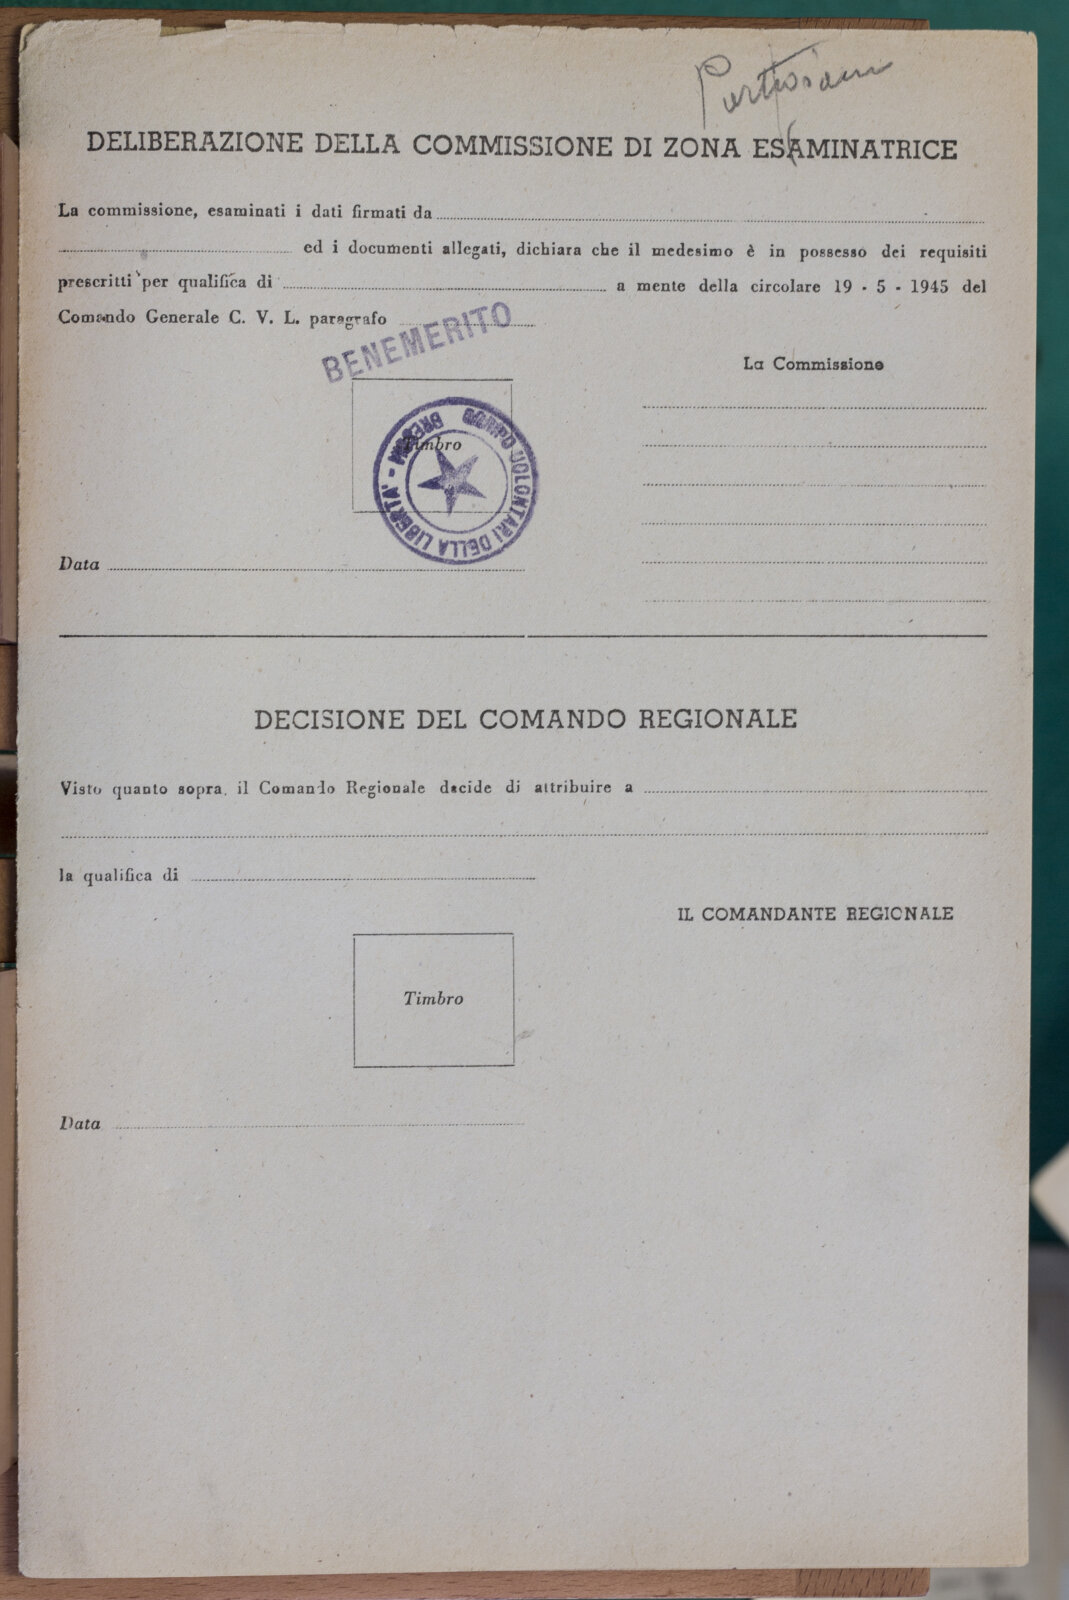 Partigiani
DELIBERAZIONE DELLA COMMISSIONE DI ZONA ESAMINATRICE
La commissione, esaminati i dati firmati da
ed i documenti allegati, dichiara che il medesimo è in possesso dei requisiti
prescritti per qualifica di a mente della circolare 19 - 5 - 1945 del
Comando Generale C. V. L. paragrafo
BENEMERITO
La Commissione
Timbro
BRESCIA - CORPO VOLONTARI DELLA LIBERTA'
Data
DECISIONE DEL COMANDO REGIONALE
Visto quanto sopra, il Comando Regionale decide di attribuire a
la qualifica di
IL COMANDANTE REGIONALE
Timbro
Data